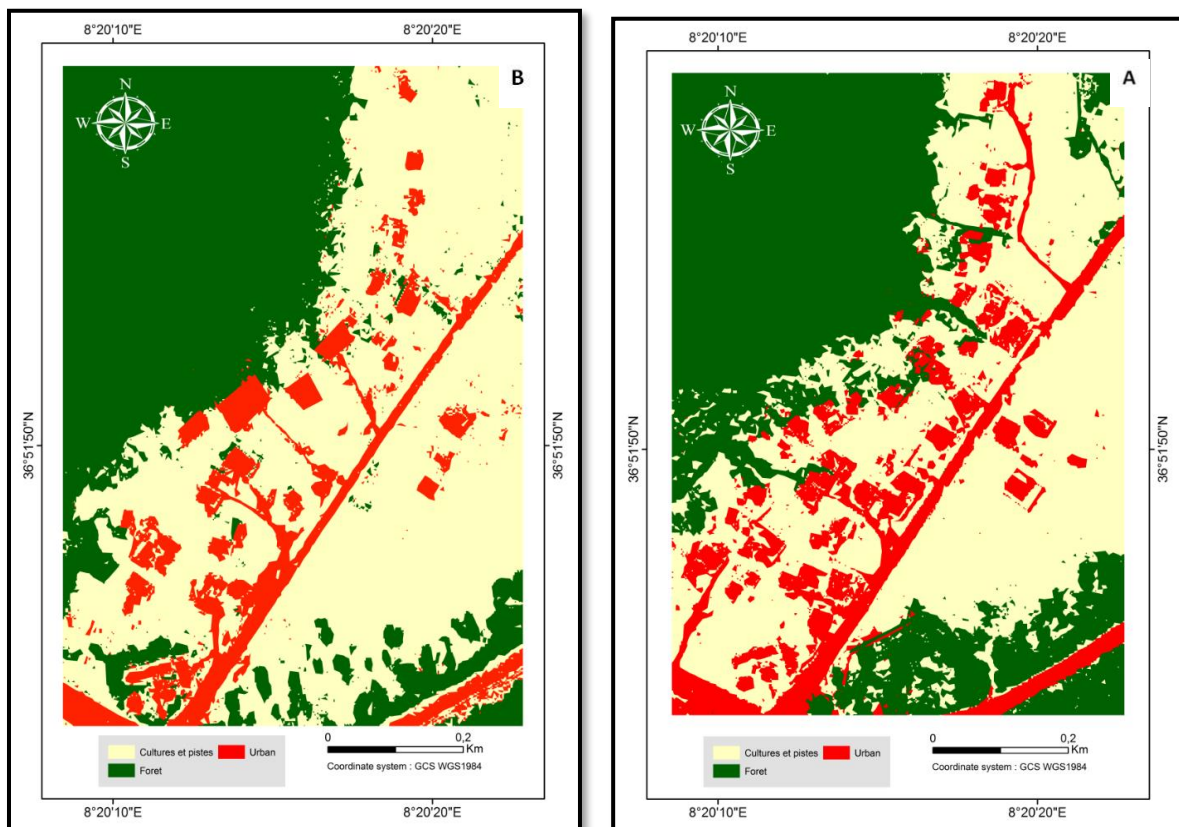 8°20'10"E 8°20'20"E
B
N
W E
S
36°51'50"N 36°51'50"N
Cultures et pistes Urban
Foret
0 0,2
Km
Coordinate system : GCS WGS1984
8°20'10"E 8°20'20"E
8°20'10"E 8°20'20"E
A
N
W E
S
36°51'50"N 36°51'50"N
Cultures et pistes Urban
Foret
0 0,2
Km
Coordinate system : GCS WGS1984
8°20'10"E 8°20'20"E